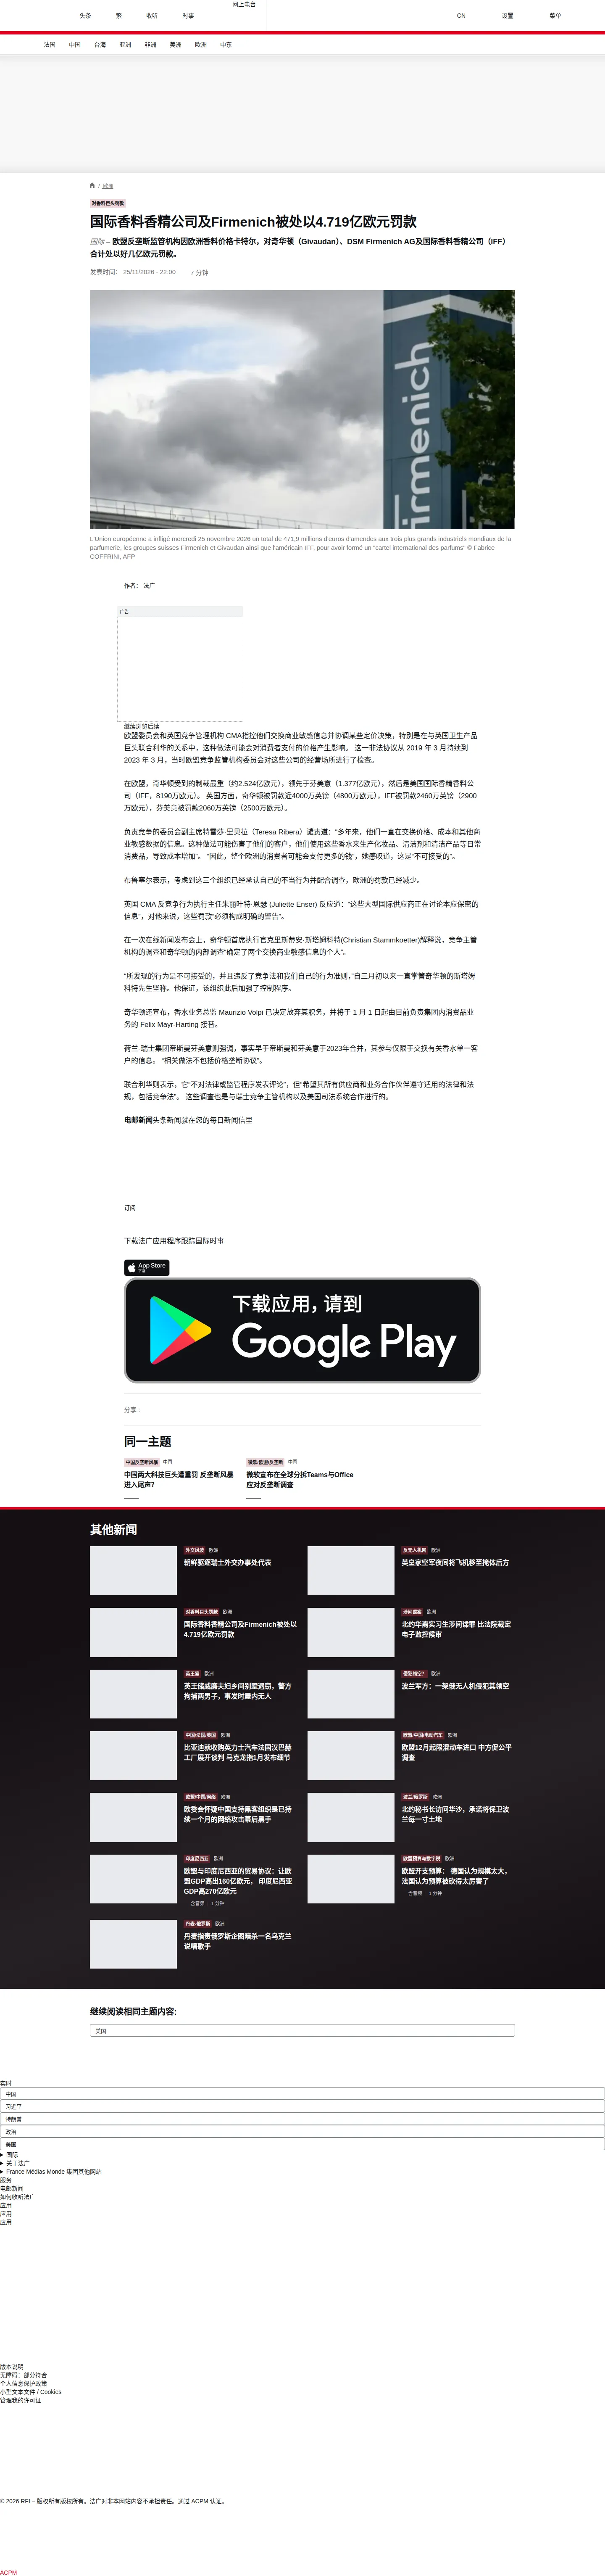 头条
繁
收听
时事
网上电台
CN
设置
菜单
法国
中国
台海
亚洲
非洲
美洲
欧洲
中东
/ 欧洲
对香料巨头罚款
国际香料香精公司及Firmenich被处以4.719亿欧元罚款
国际 – 欧盟反垄断监管机构因欧洲香料价格卡特尔，对奇华顿（Givaudan）、DSM Firmenich AG及国际香料香精公司（IFF）
合计处以好几亿欧元罚款。
发表时间： 25/11/2026 - 22:00
7 分钟
Firmenich
L'Union européenne a infligé mercredi 25 novembre 2026 un total de 471,9 millions d'euros d'amendes aux trois plus grands industriels mondiaux de la
parfumerie, les groupes suisses Firmenich et Givaudan ainsi que l'américain IFF, pour avoir formé un "cartel international des parfums" © Fabrice
COFFRINI, AFP
作者： 法广
广告
继续浏览后续
欧盟委员会和英国竞争管理机构 CMA指控他们交换商业敏感信息并协调某些定价决策，特别是在与英国卫生产品
巨头联合利华的关系中，这种做法可能会对消费者支付的价格产生影响。 这一非法协议从 2019 年 3 月持续到
2023 年 3 月，当时欧盟竞争监管机构委员会对这些公司的经营场所进行了检查。
在欧盟，奇华顿受到的制裁最重（约2.524亿欧元），领先于芬美意（1.377亿欧元），然后是美国国际香精香料公
司（IFF，8190万欧元）。 英国方面，奇华顿被罚款近4000万英镑（4800万欧元），IFF被罚款2460万英镑（2900
万欧元），芬美意被罚款2060万英镑（2500万欧元）。
负责竞争的委员会副主席特雷莎·里贝拉（Teresa Ribera）谴责道：“多年来，他们一直在交换价格、成本和其他商
业敏感数据的信息。这种做法可能伤害了他们的客户，他们使用这些香水来生产化妆品、清洁剂和清洁产品等日常
消费品，导致成本增加”。 “因此，整个欧洲的消费者可能会支付更多的钱”，她感叹道，这是“不可接受的”。
布鲁塞尔表示，考虑到这三个组织已经承认自己的不当行为并配合调查，欧洲的罚款已经减少。
英国 CMA 反竞争行为执行主任朱丽叶特·恩瑟 (Juliette Enser) 反应道：“这些大型国际供应商正在讨论本应保密的
信息”，对他来说，这些罚款“必须构成明确的警告”。
在一次在线新闻发布会上，奇华顿首席执行官克里斯蒂安·斯塔姆科特(Christian Stammkoetter)解释说，竞争主管
机构的调查和奇华顿的内部调查“确定了两个交换商业敏感信息的个人”。
“所发现的行为是不可接受的，并且违反了竞争法和我们自己的行为准则，”自三月初以来一直掌管奇华顿的斯塔姆
科特先生坚称。他保证，该组织此后加强了控制程序。
奇华顿还宣布，香水业务总监 Maurizio Volpi 已决定放弃其职务，并将于 1 月 1 日起由目前负责集团内消费品业
务的 Felix Mayr-Harting 接替。
荷兰-瑞士集团帝斯曼芬美意则强调，事实早于帝斯曼和芬美意于2023年合并，其参与仅限于交换有关香水单一客
户的信息。 “相关做法不包括价格垄断协议”。
联合利华则表示，它“不对法律或监管程序发表评论”，但“希望其所有供应商和业务合作伙伴遵守适用的法律和法
规，包括竞争法”。 这些调查也是与瑞士竞争主管机构以及美国司法系统合作进行的。
电邮新闻头条新闻就在您的每日新闻信里
订阅
下载法广应用程序跟踪国际时事
App Store
下载
下载应用，请到
Google Play
分享 :
同一主题
中国反垄断风暴 中国
中国两大科技巨头遭重罚 反垄断风暴
进入尾声？
微软/欧盟/反垄断 中国
微软宣布在全球分拆Teams与Office
应对反垄断调查
其他新闻
外交风波 欧洲
朝鲜驱逐瑞士外交办事处代表
反无人机网 欧洲
英皇家空军夜间将飞机移至掩体后方
对香料巨头罚款 欧洲
国际香料香精公司及Firmenich被处以
4.719亿欧元罚款
涉间谍案 欧洲
北约华裔实习生涉间谍罪 比法院裁定
电子监控候审
英王室 欧洲
英王储威廉夫妇乡间别墅遇窃，警方
拘捕两男子，事发时屋内无人
侵犯领空？ 欧洲
波兰军方：一架俄无人机侵犯其领空
中国/法国/英国 欧洲
比亚迪就收购英力士汽车法国汉巴赫
工厂展开谈判 马克龙指1月发布细节
欧盟/中国/电动汽车 欧洲
欧盟12月起限混动车进口 中方促公平
调查
欧盟/中国/网络 欧洲
欧委会怀疑中国支持黑客组织是已持
续一个月的网络攻击幕后黑手
波兰/俄罗斯 欧洲
北约秘书长访问华沙，承诺将保卫波
兰每一寸土地
印度尼西亚 欧洲
欧盟与印度尼西亚的贸易协议：让欧
盟GDP高出160亿欧元， 印度尼西亚
GDP高270亿欧元
含音频 1 分钟
欧盟预算与数字税 欧洲
欧盟开支预算： 德国认为规模太大，
法国认为预算被砍得太厉害了
含音频 1 分钟
丹麦-俄罗斯 欧洲
丹麦指责俄罗斯企图暗杀一名乌克兰
说唱歌手
继续阅读相同主题内容:
美国
实时
中国
习近平
特朗普
政治
美国
国际
关于法广
France Médias Monde 集团其他网站
服务
电邮新闻
如何收听法广
应用
应用
应用
版本说明
无障碍：部分符合
个人信息保护政策
小型文本文件 / Cookies
管理我的许可证
© 2026 RFI – 版权所有版权所有。法广对非本网站内容不承担责任。通过 ACPM 认证。
ACPM